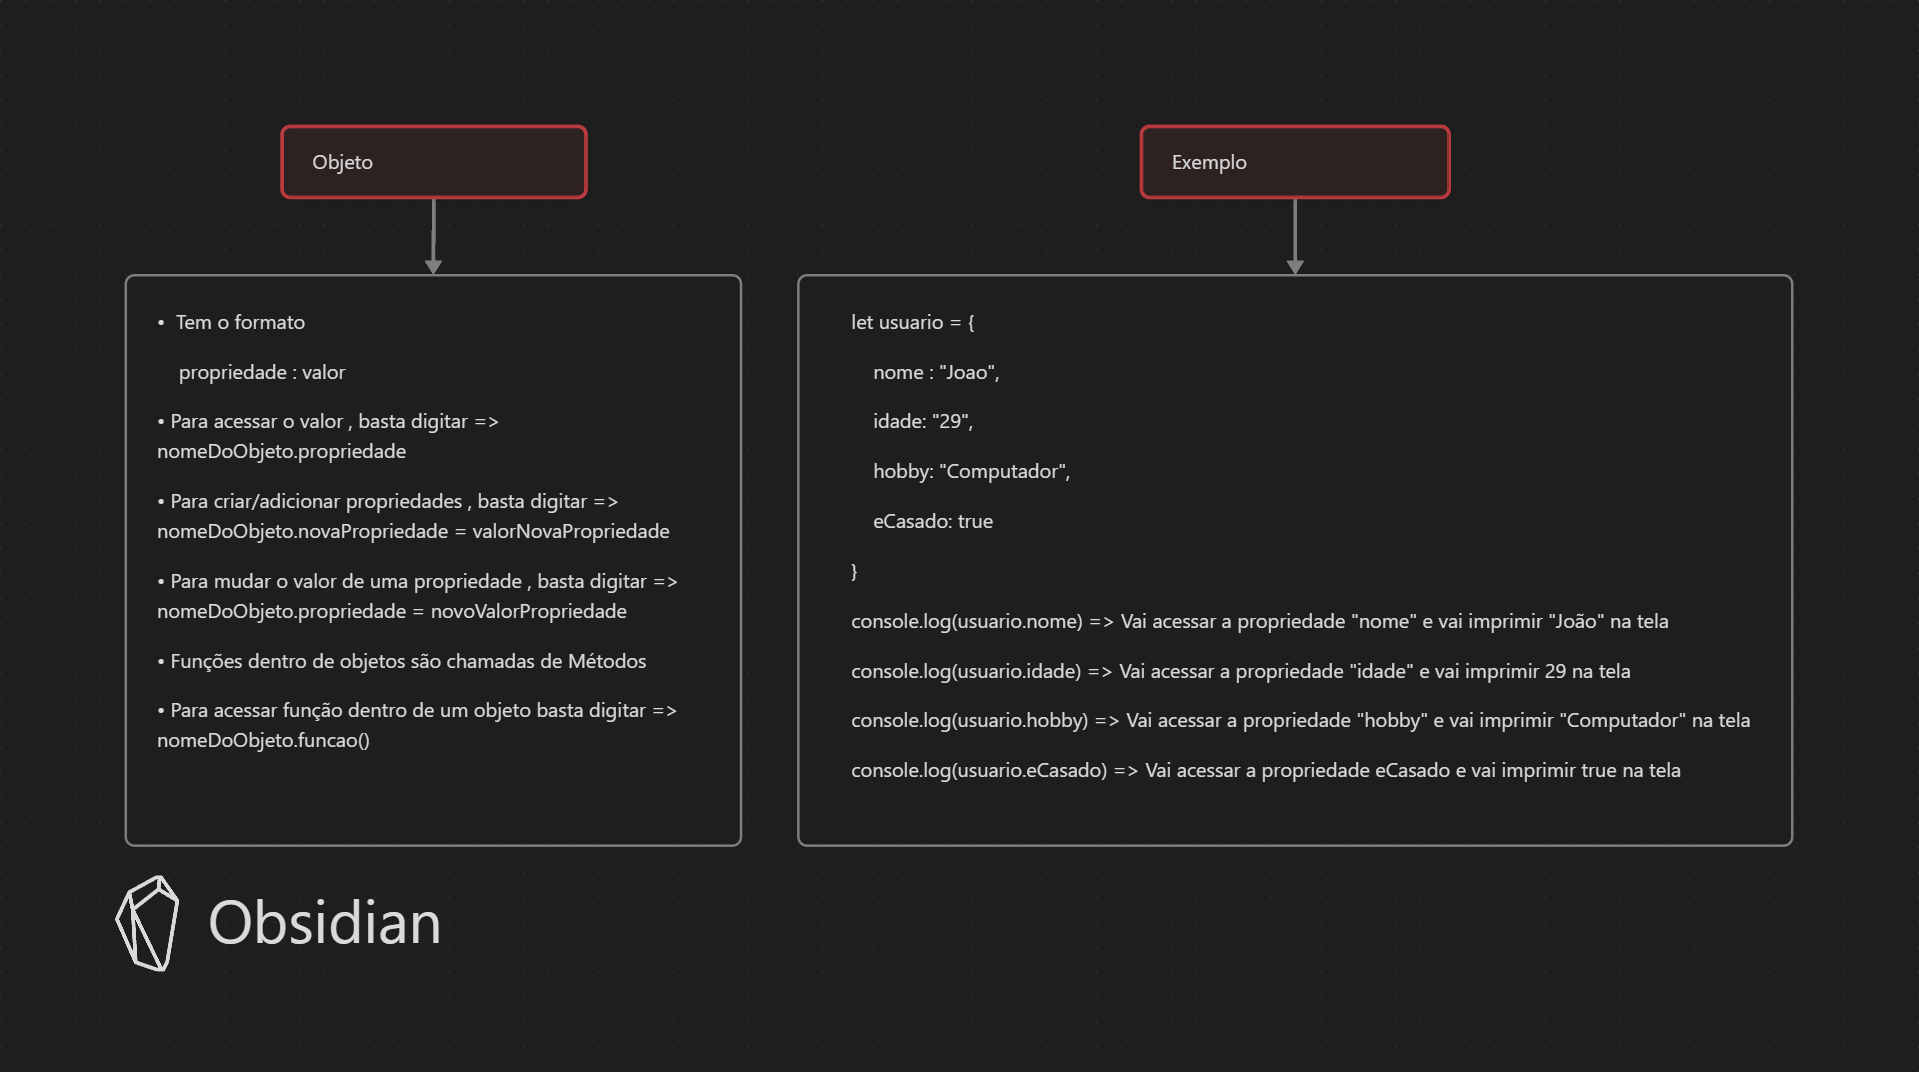 Objeto
• Tem o formato
propriedade : valor
• Para acessar o valor , basta digitar =>
nomeDoObjeto.propriedade
• Para criar/adicionar propriedades , basta digitar =>
nomeDoObjeto.novaPropriedade = valorNovaPropriedade
• Para mudar o valor de uma propriedade , basta digitar =>
nomeDoObjeto.propriedade = novoValorPropriedade
• Funções dentro de objetos são chamadas de Métodos
• Para acessar função dentro de um objeto basta digitar =>
nomeDoObjeto.funcao()
Exemplo
let usuario = {
nome : "Joao",
idade: "29",
hobby: "Computador",
eCasado: true
}
console.log(usuario.nome) => Vai acessar a propriedade "nome" e vai imprimir "João" na tela
console.log(usuario.idade) => Vai acessar a propriedade "idade" e vai imprimir 29 na tela
console.log(usuario.hobby) => Vai acessar a propriedade "hobby" e vai imprimir "Computador" na tela
console.log(usuario.eCasado) => Vai acessar a propriedade eCasado e vai imprimir true na tela
Obsidian